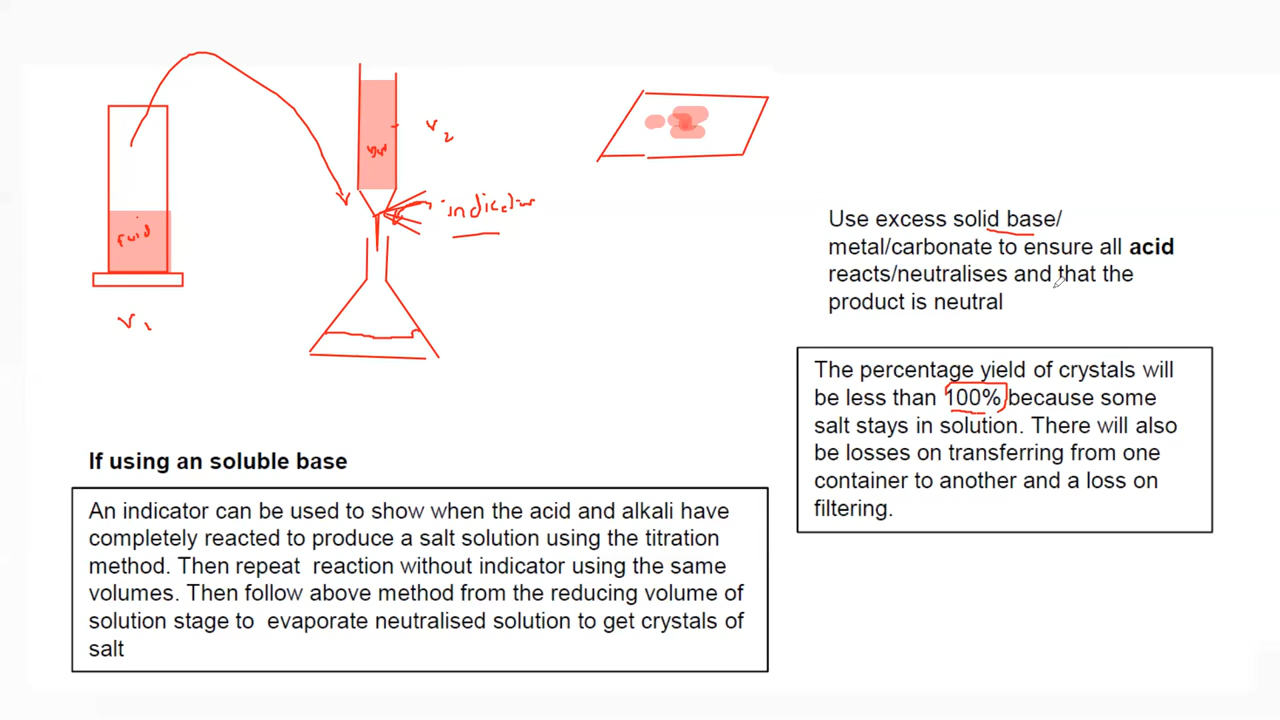 v2
indicator
v1
Use excess solid base/
metal/carbonate to ensure all acid
reacts/neutralises and that the
product is neutral
The percentage yield of crystals will
be less than 100% because some
salt stays in solution. There will also
be losses on transferring from one
container to another and a loss on
filtering.
If using an soluble base
An indicator can be used to show when the acid and alkali have
completely reacted to produce a salt solution using the titration
method. Then repeat reaction without indicator using the same
volumes. Then follow above method from the reducing volume of
solution stage to evaporate neutralised solution to get crystals of
salt